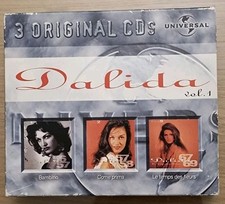 3 ORIGINAL CDs
UNIVERSAL
Dalida
vol.1
Bambino
Come prima
Le temps des fleurs